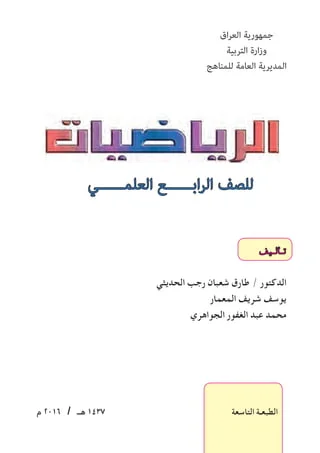 جمهورية العراق
وزارة التربية
المديرية العامة للمناهج
الرياضيات
للصف الرابـــــع العلمـــــــي
تأليف
الدكتور / طارق شعبان رجب الحديثي
يوسف شريف المعمار
محمد عبد الغفور الجواهري
الطبعة التاسعة
١٤٣٧ هـ / ٢٠١٦ م